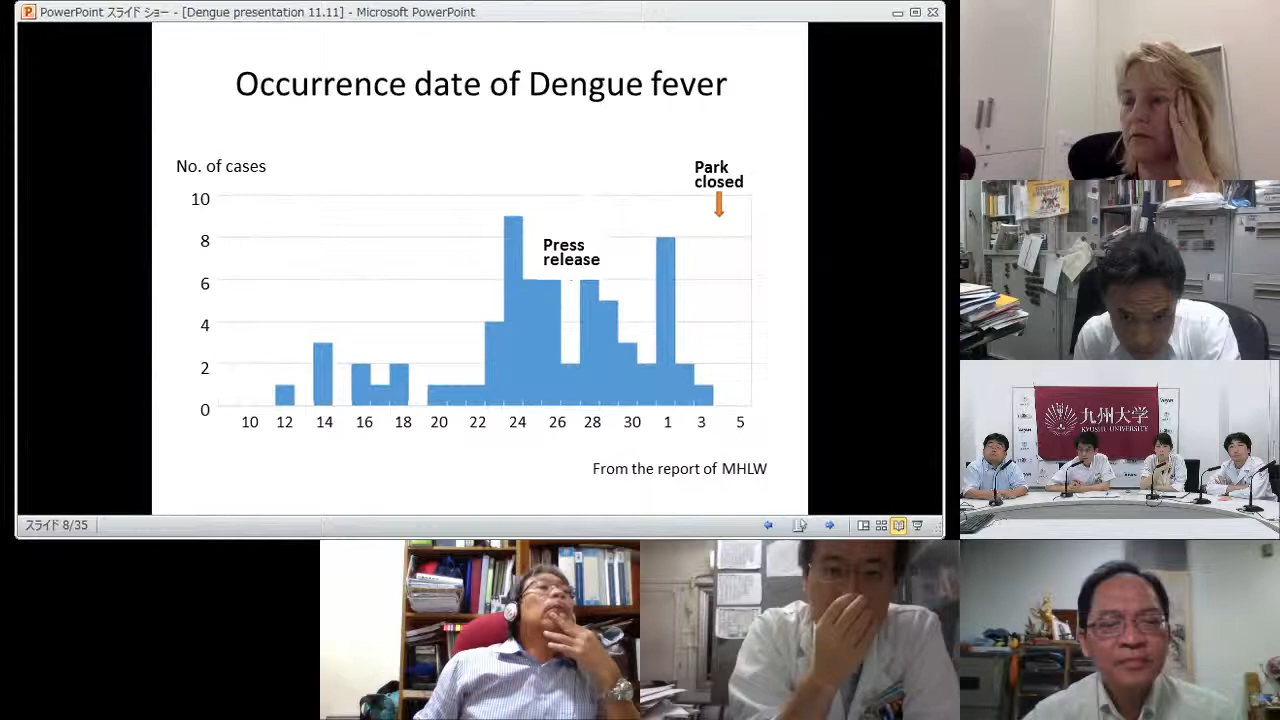 PowerPoint スライド ショー - [Dengue presentation 11.11] - Microsoft PowerPoint
Occurrence date of Dengue fever
No. of cases
Park
closed
10
8
6
4
2
0
Press
release
10 12 14 16 18 20 22 24 26 28 30 1 3 5
From the report of MHLW
スライド 8/35
九州大学
KYUSHU UNIVERSITY